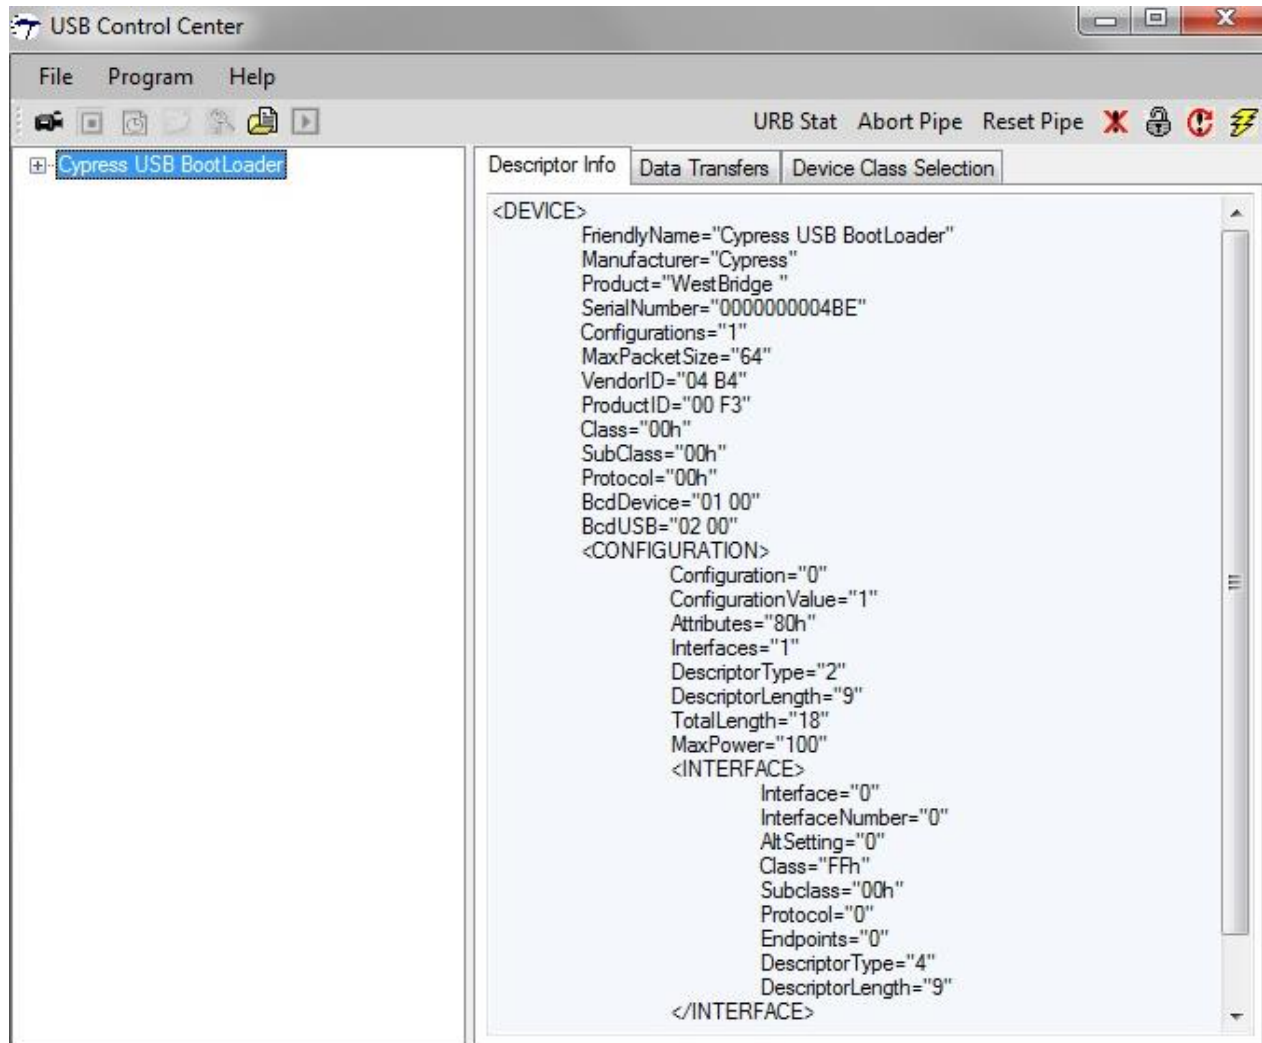 USB Control Center
File Program Help
URB Stat Abort Pipe Reset Pipe
Cypress USB BootLoader
Descriptor Info Data Transfers Device Class Selection
<DEVICE>
FriendlyName="Cypress USB BootLoader"
Manufacturer="Cypress"
Product="WestBridge "
SerialNumber="0000000004BE"
Configurations="1"
MaxPacketSize="64"
VendorID="04 B4"
ProductID="00 F3"
Class="00h"
SubClass="00h"
Protocol="00h"
BcdDevice="01 00"
BcdUSB="02 00"
<CONFIGURATION>
Configuration="0"
ConfigurationValue="1"
Attributes="80h"
Interfaces="1"
DescriptorType="2"
DescriptorLength="9"
TotalLength="18"
MaxPower="100"
<INTERFACE>
Interface="0"
InterfaceNumber="0"
AltSetting="0"
Class="FFh"
Subclass="00h"
Protocol="0"
Endpoints="0"
DescriptorType="4"
DescriptorLength="9"
</INTERFACE>